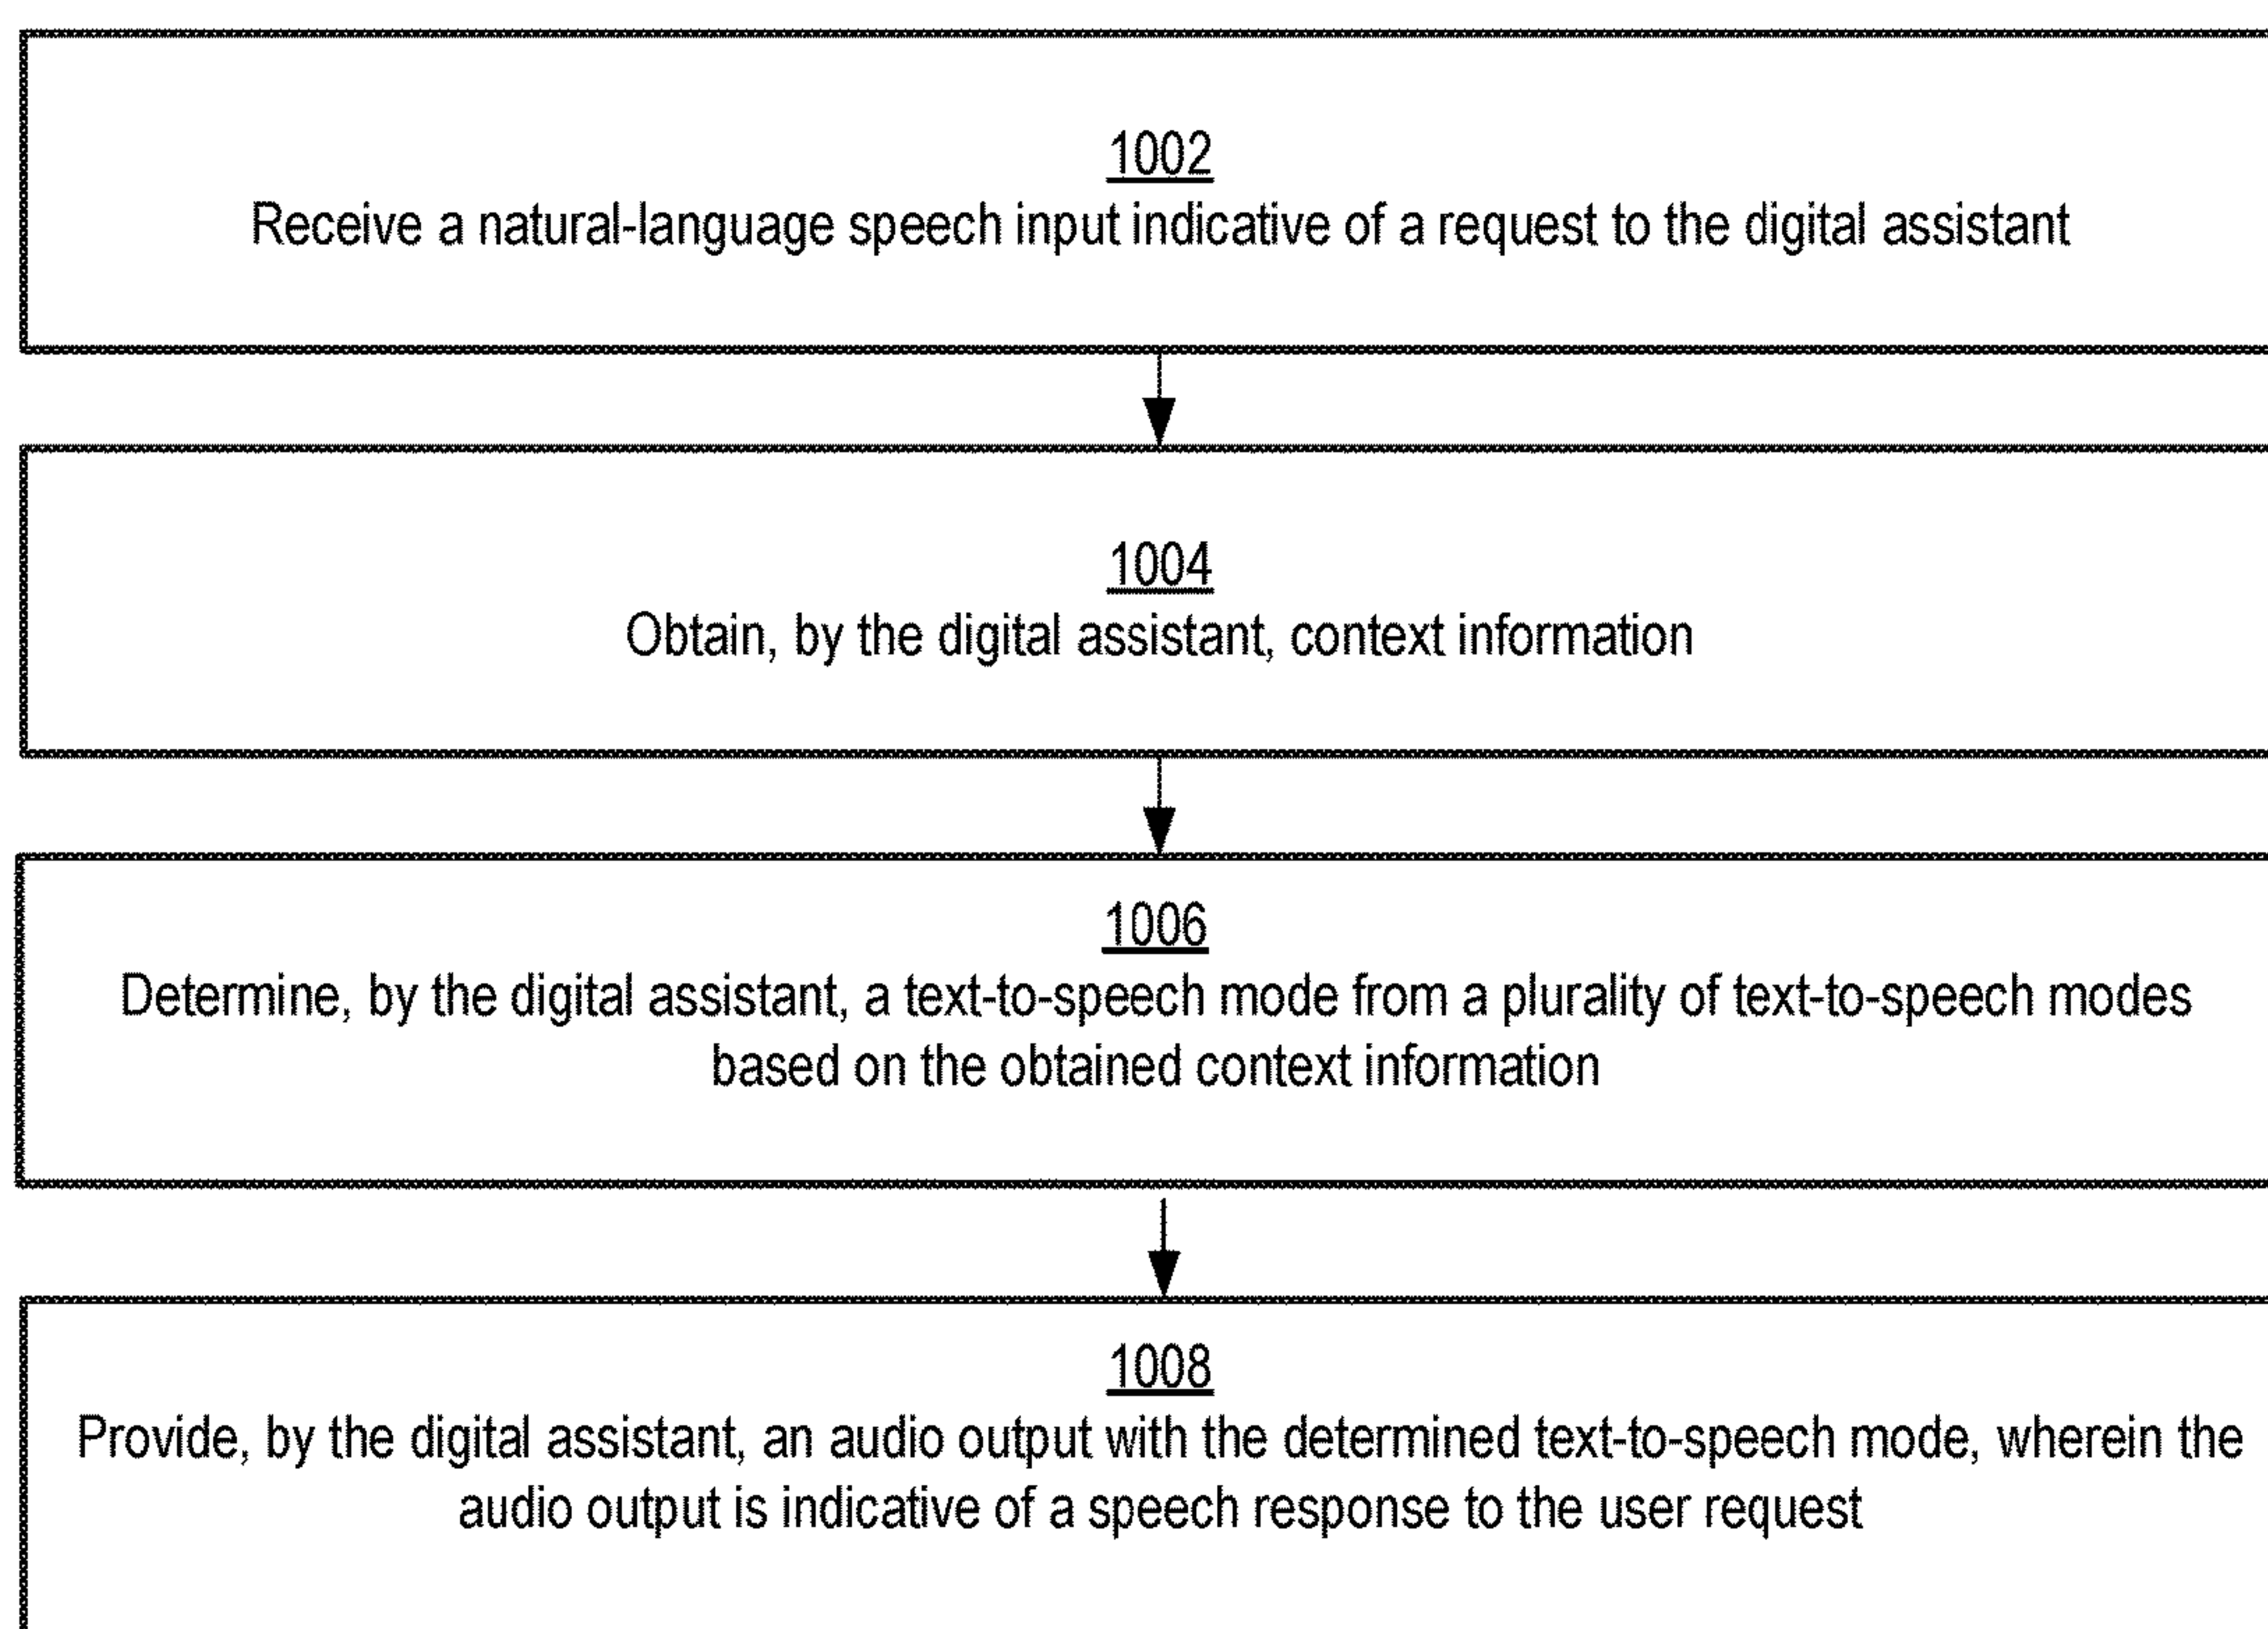 1002
Receive a natural-language speech input indicative of a request to the digital assistant
1004
Obtain, by the digital assistant, context information
1006
Determine, by the digital assistant, a text-to-speech mode from a plurality of text-to-speech modes
based on the obtained context information
1008
Provide, by the digital assistant, an audio output with the determined text-to-speech mode, wherein the
audio output is indicative of a speech response to the user request